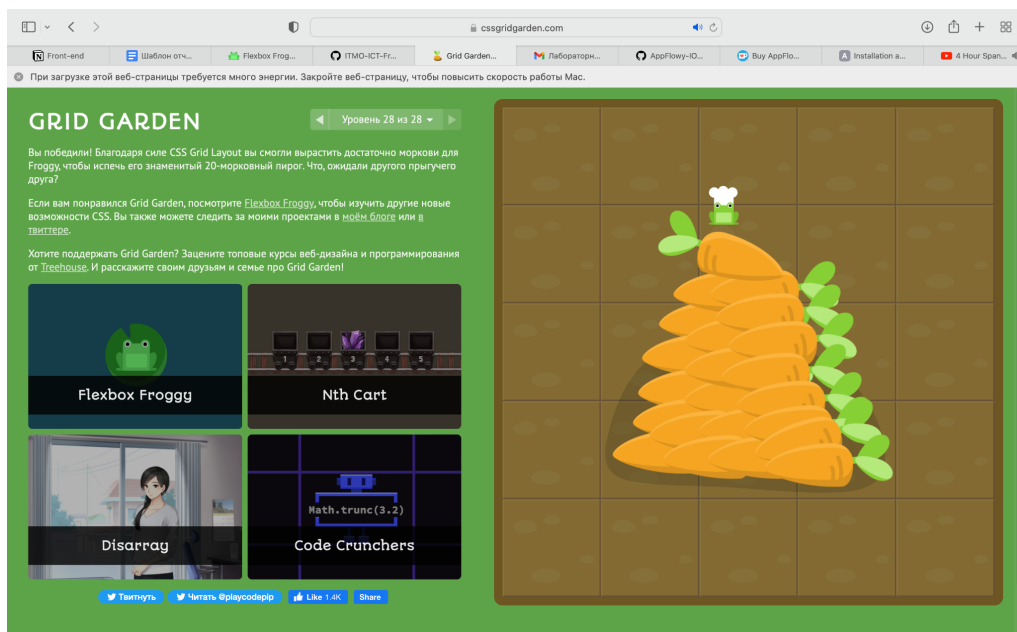 cssgridgarden.com
Front-end
Шаблон отч...
Flexbox Frog...
ITMO-ICT-Fr...
Grid Garden...
Лабораторн...
AppFlowy-IO...
Buy AppFlo...
Installation a...
4 Hour Span...
При загрузке этой веб-страницы требуется много энергии. Закройте веб-страницу, чтобы повысить скорость работы Mac.
GRID GARDEN
Уровень 28 из 28
Вы победили! Благодаря силе CSS Grid Layout вы смогли вырастить достаточно моркови для
Froggy, чтобы испечь его знаменитый 20-морковный пирог. Что, ожидали другого прыгучего
друга?
Если вам понравился Grid Garden, посмотрите Flexbox Froggy, чтобы изучить другие новые
возможности CSS. Вы также можете следить за моими проектами в моём блоге или в
твиттере.
Хотите поддержать Grid Garden? Зацените топовые курсы веб-дизайна и программирования
от Treehouse. И расскажите своим друзьям и семье про Grid Garden!
Flexbox Froggy
1 2 3 4 5
Nth Cart
Disarray
Math.trunc(3.2)
Code Crunchers
Твитнуть
Читать @playcodepip
Like 1.4K
Share